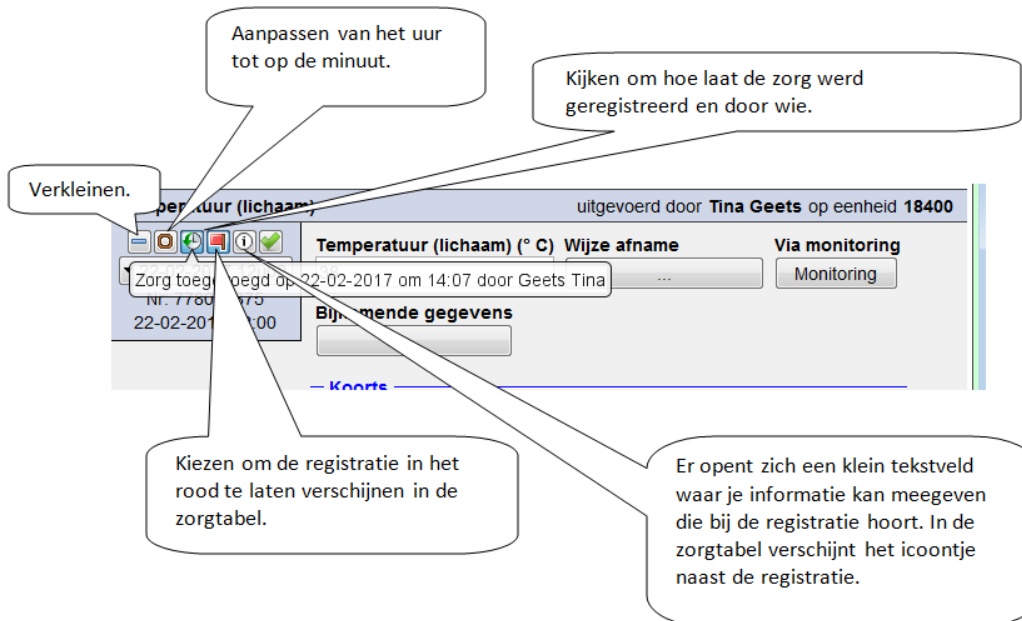 Aanpassen van het uur
tot op de minuut.
Kijken om hoe laat de zorg werd
geregistreerd en door wie.
Verkleinen.
(lichaam)
uitgevoerd door Tina Geets op eenheid 18400
Temperatuur (lichaam) (° C) Wijze afname Via monitoring
... Monitoring
Zorg op 22-02-2017 om 14:07 door Geets Tina
Nr.
gegevens
Koorts
Kiezen om de registratie in het
rood te laten verschijnen in de
zorgtabel.
Er opent zich een klein tekstveld
waar je informatie kan meegeven
die bij de registratie hoort. In de
zorgtabel verschijnt het icoontje
naast de registratie.